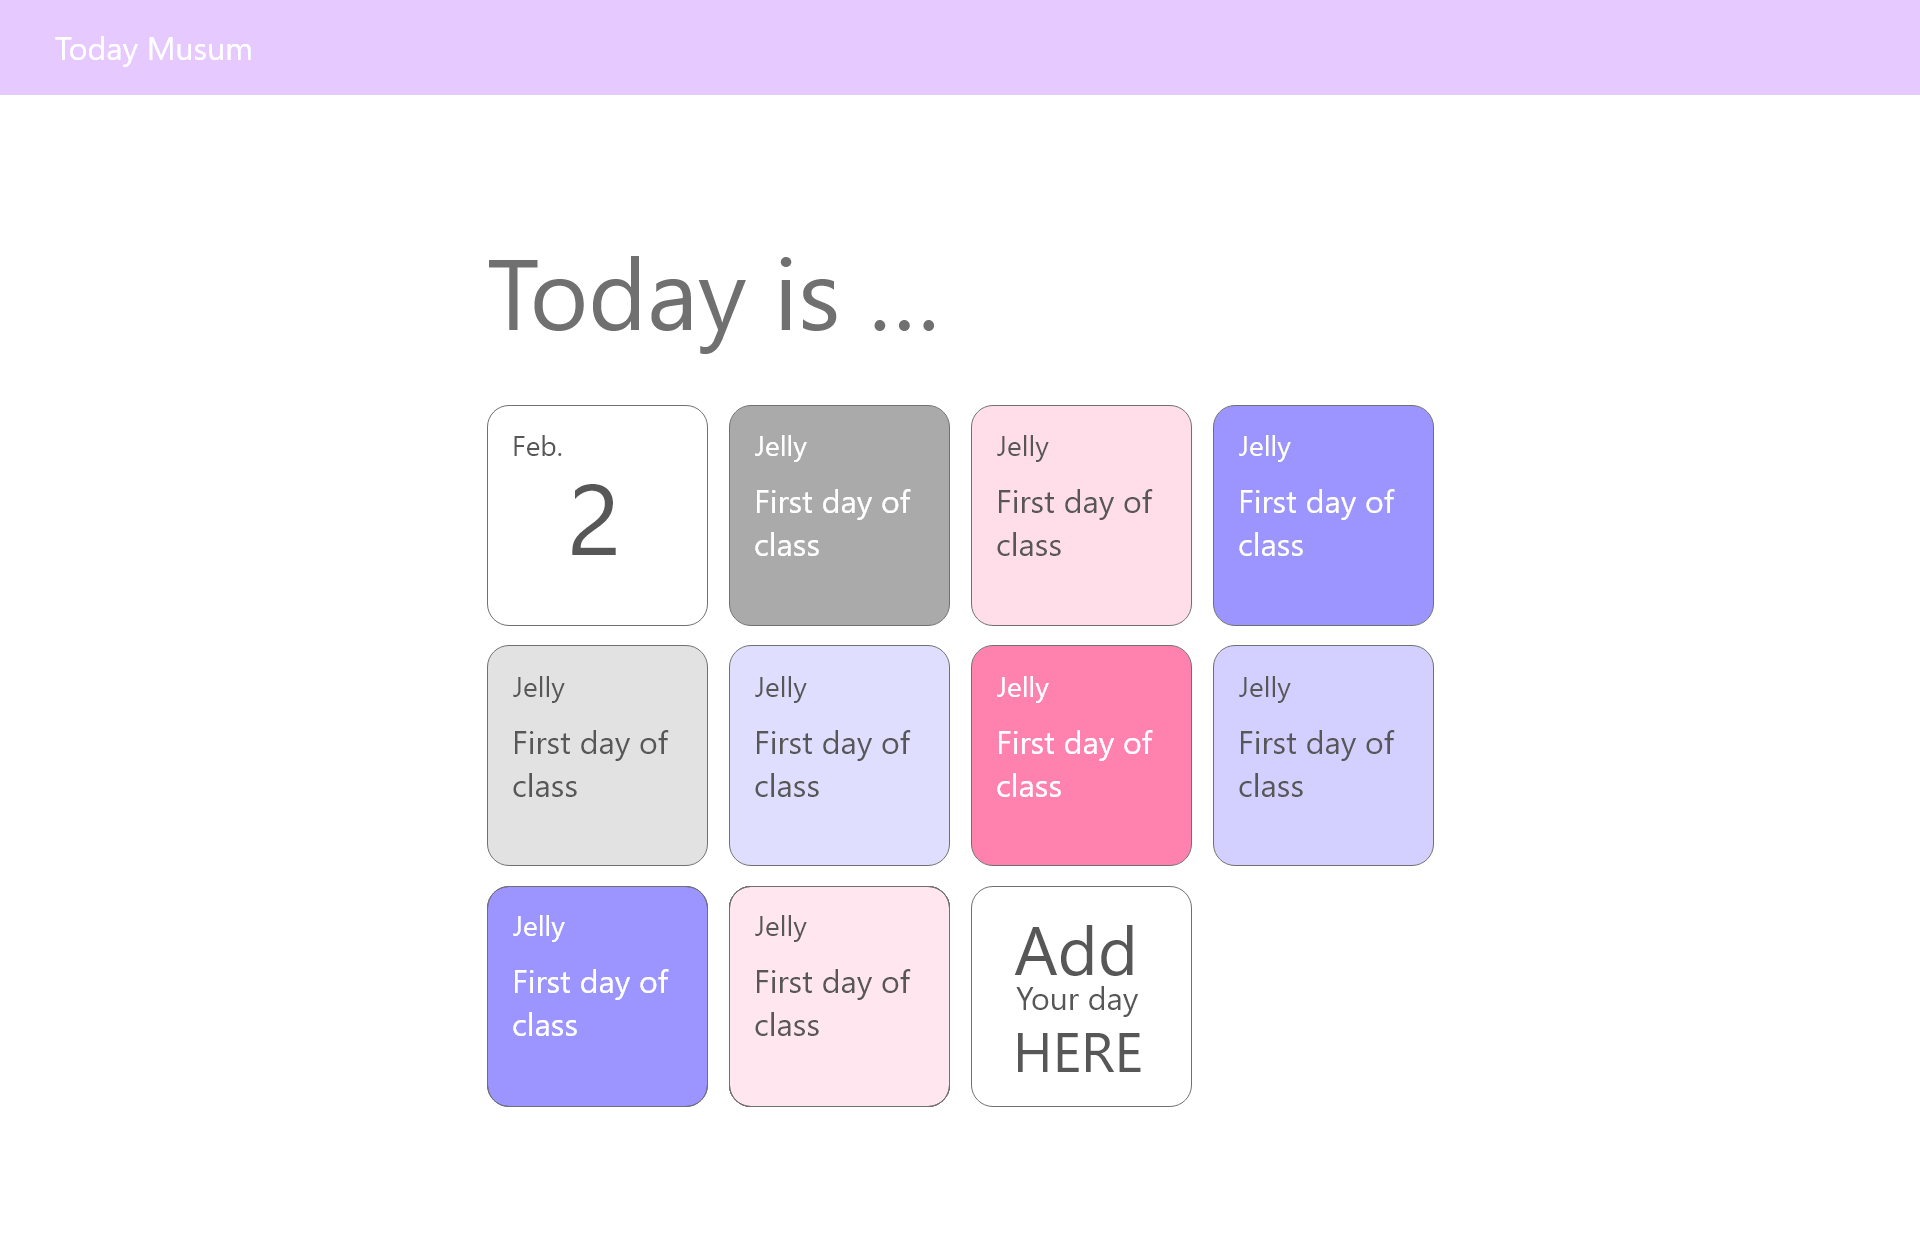 Today Musum
Today is ...
Feb.
2
Jelly
First day of
class
Jelly
First day of
class
Jelly
First day of
class
Jelly
First day of
class
Jelly
First day of
class
Jelly
First day of
class
Jelly
First day of
class
Jelly
First day of
class
Jelly
First day of
class
Add
Your day
HERE